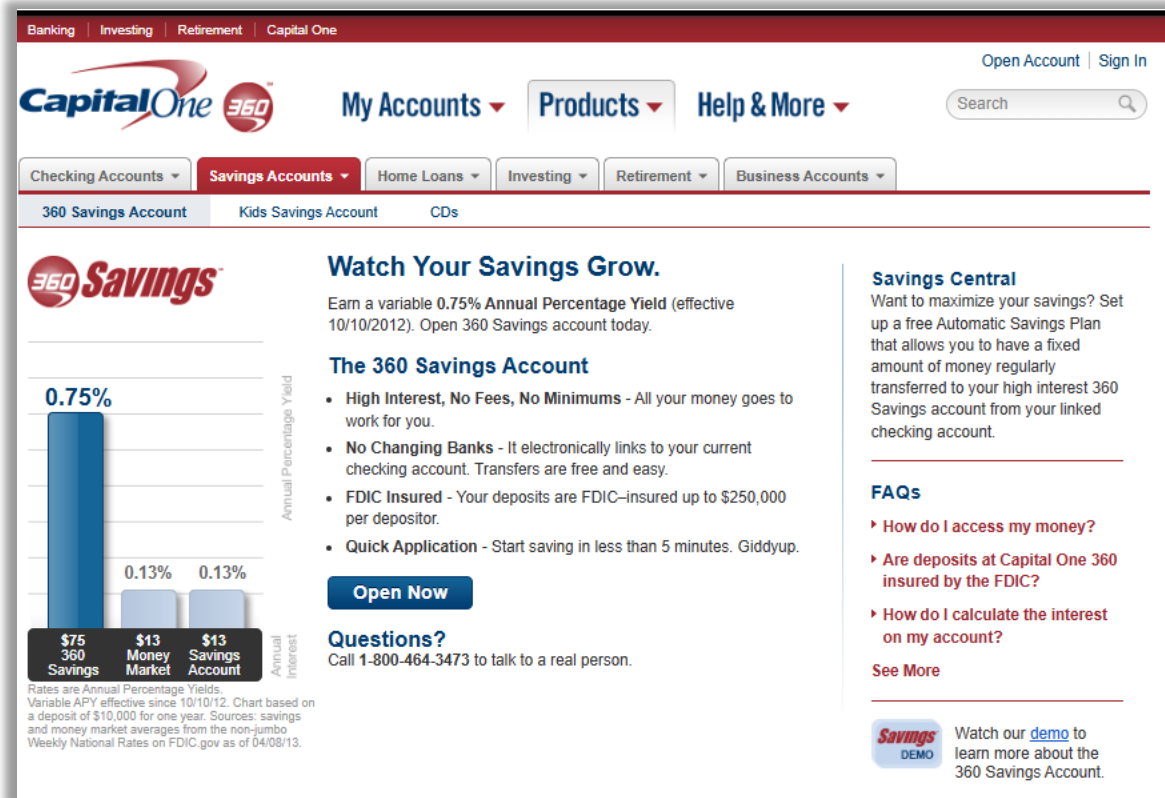 Banking | Investing | Retirement | Capital One
Open Account | Sign In
CapitalOne 360™
My Accounts
Products
Help & More
Search
Checking Accounts
Savings Accounts
Home Loans
Investing
Retirement
Business Accounts
360 Savings Account
Kids Savings Account
CDs
360 Savings™
0.75%
0.13%
0.13%
Annual Percentage Yield
$75
360
Savings
$13
Money
Market
$13
Savings
Account
Annual
Interest
Rates are Annual Percentage Yields.
Variable APY effective since 10/10/12. Chart based on
a deposit of $10,000 for one year. Sources: savings
and money market averages from the non-jumbo
Weekly National Rates on FDIC.gov as of 04/08/13.
Watch Your Savings Grow.
Earn a variable 0.75% Annual Percentage Yield (effective
10/10/2012). Open 360 Savings account today.
The 360 Savings Account
• High Interest, No Fees, No Minimums - All your money goes to
work for you.
• No Changing Banks - It electronically links to your current
checking account. Transfers are free and easy.
• FDIC Insured - Your deposits are FDIC–insured up to $250,000
per depositor.
• Quick Application - Start saving in less than 5 minutes. Giddyup.
Open Now
Questions?
Call 1-800-464-3473 to talk to a real person.
Savings Central
Want to maximize your savings? Set
up a free Automatic Savings Plan
that allows you to have a fixed
amount of money regularly
transferred to your high interest 360
Savings account from your linked
checking account.
FAQs
How do I access my money?
Are deposits at Capital One 360
insured by the FDIC?
How do I calculate the interest
on my account?
See More
Savings
DEMO
Watch our demo to
learn more about the
360 Savings Account.